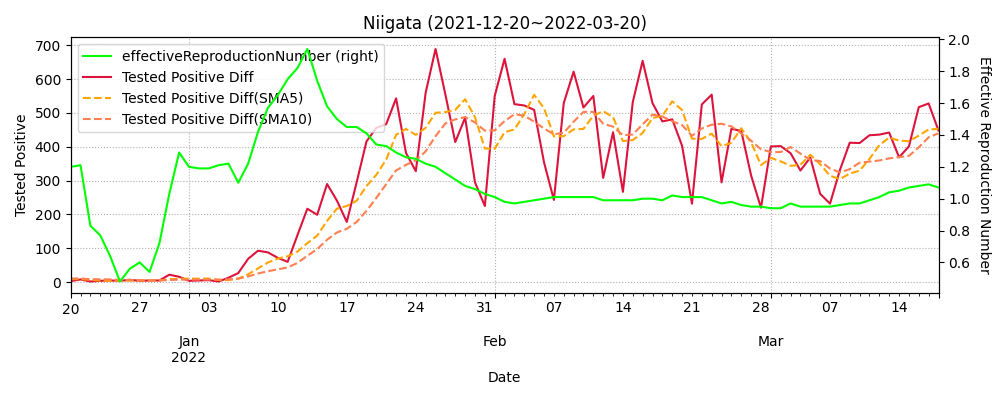 Niigata (2021-12-20~2022-03-20)
effectiveReproductionNumber (right)
Tested Positive Diff
Tested Positive Diff(SMA5)
Tested Positive Diff(SMA10)
Tested Positive
700
600
500
400
300
200
100
0
2.0
1.8
1.6
1.4
1.2
1.0
0.8
0.6
Effective Reproduction Number
20 27 03 10 17 24 31 07 14 21 28 07 14
Jan Feb Mar
2022
Date